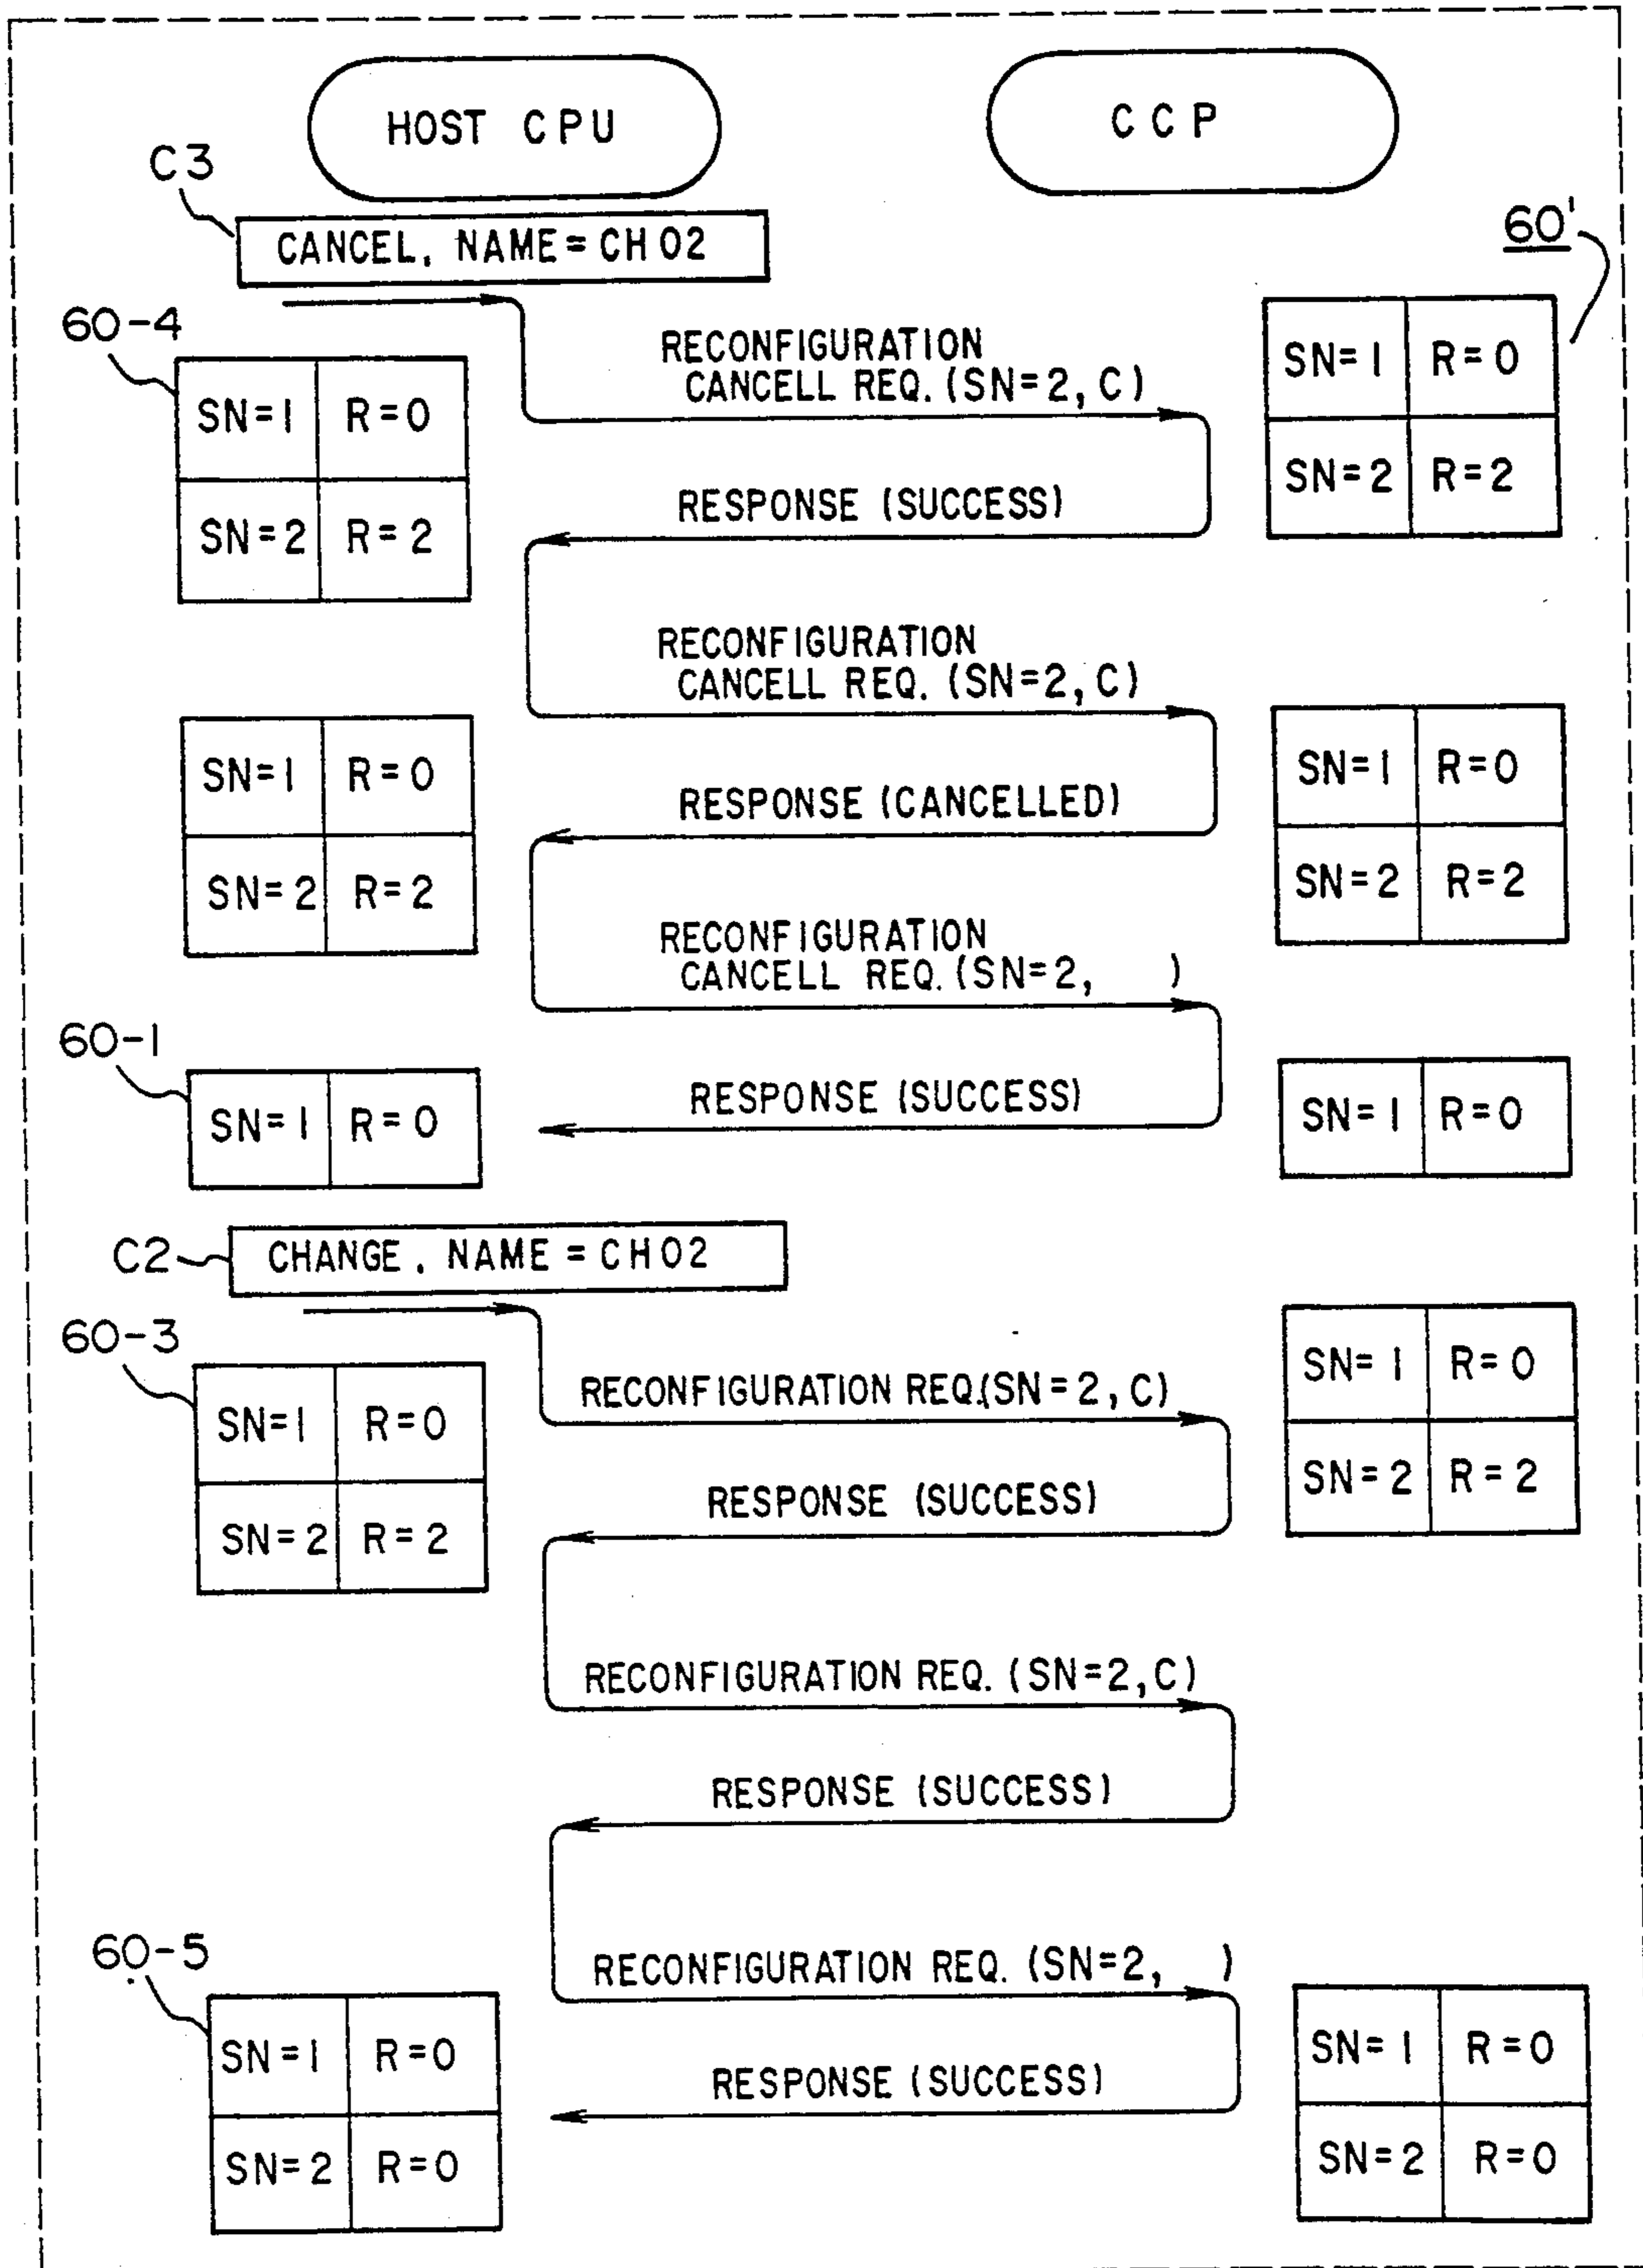 HOST CPU
CCP
C3
CANCEL, NAME=CH02
60'
60-4
SN=1 R=0
SN=2 R=2
RECONFIGURATION
CANCELL REQ. (SN=2, C)
SN=1 R=0
SN=2 R=2
RESPONSE (SUCCESS)
RECONFIGURATION
CANCELL REQ. (SN=2, C)
SN=1 R=0
SN=2 R=2
RESPONSE (CANCELLED)
SN=1 R=0
SN=2 R=2
RECONFIGURATION
CANCELL REQ. (SN=2, )
60-1
SN=1 R=0
RESPONSE (SUCCESS)
SN=1 R=0
C2
CHANGE, NAME=CH02
60-3
SN=1 R=0
SN=2 R=2
RECONFIGURATION REQ.(SN=2, C)
SN=1 R=0
SN=2 R=2
RESPONSE (SUCCESS)
RECONFIGURATION REQ. (SN=2, C)
RESPONSE (SUCCESS)
60-5
RECONFIGURATION REQ. (SN=2, )
SN=1 R=0
SN=2 R=0
RESPONSE (SUCCESS)
SN=1 R=0
SN=2 R=0